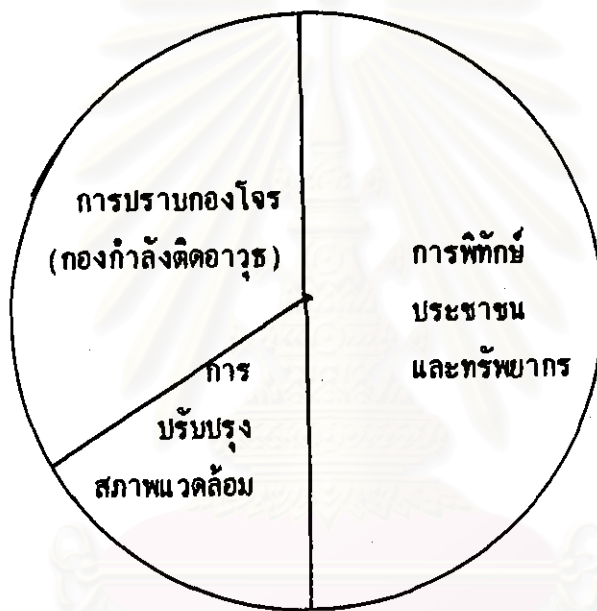 การปราบกองโจร
(กองกำลังติดอาวุธ)
การพิทักษ์
ประชาชน
และทรัพยากร
การ
ปรับปรุง
สภาพแวดล้อม